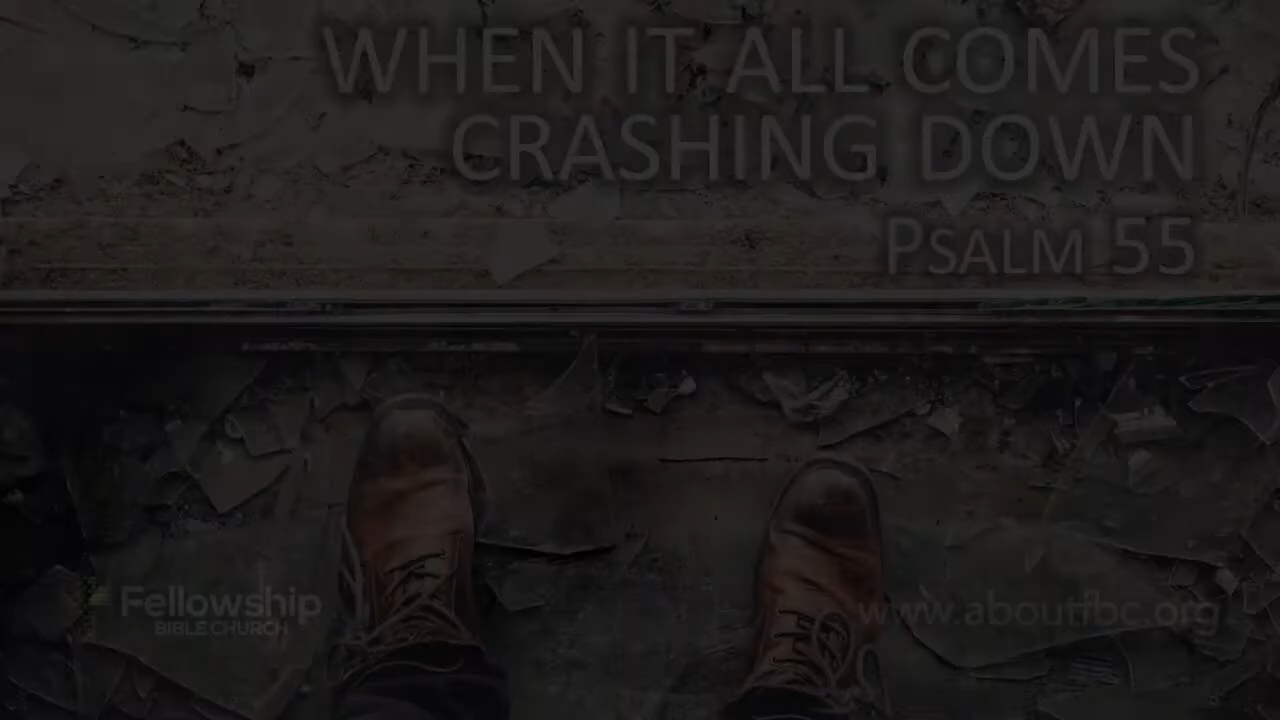 WHEN IT ALL COMES
CRASHING DOWN
PSALM 55
Fellowship
BIBLE CHURCH
www.aboutfbc.org